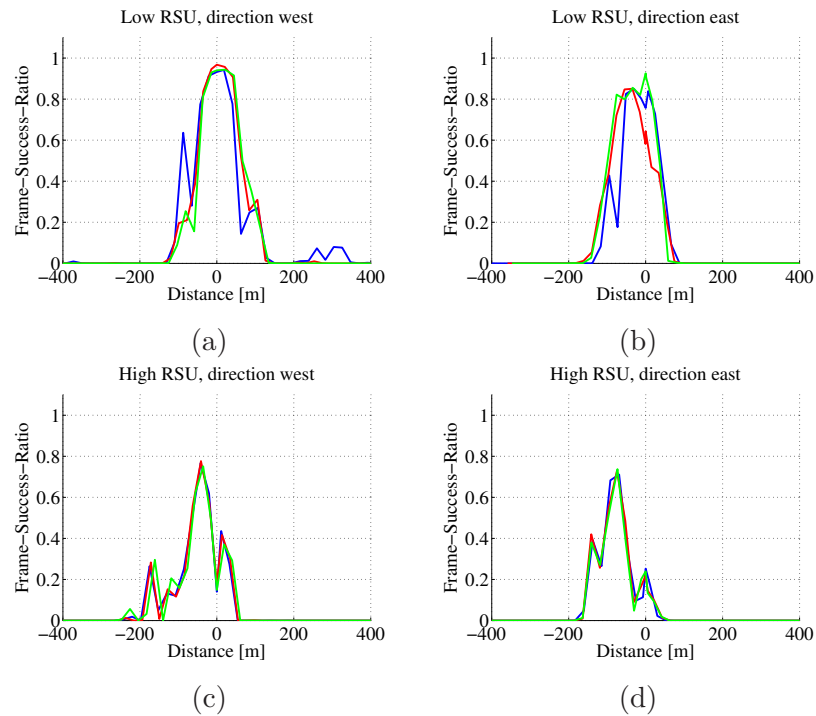 Low RSU, direction west
Low RSU, direction east
Frame−Success−Ratio
1
0.8
0.6
0.4
0.2
0
−400
−200
0
200
400
Distance [m]
Frame−Success−Ratio
1
0.8
0.6
0.4
0.2
0
−400
−200
0
200
400
Distance [m]
(a)
(b)
High RSU, direction west
High RSU, direction east
Frame−Success−Ratio
1
0.8
0.6
0.4
0.2
0
−400
−200
0
200
400
Distance [m]
Frame−Success−Ratio
1
0.8
0.6
0.4
0.2
0
−400
−200
0
200
400
Distance [m]
(c)
(d)